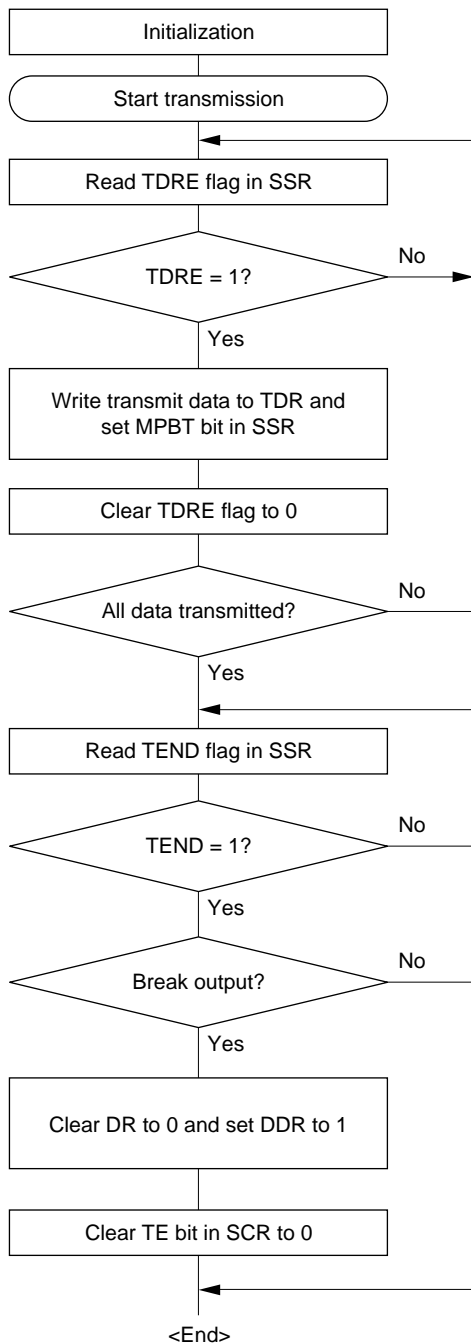 Initialization
Start transmission
Read TDRE flag in SSR
TDRE = 1?
No
Yes
Write transmit data to TDR and
set MPBT bit in SSR
Clear TDRE flag to 0
All data transmitted?
No
Yes
Read TEND flag in SSR
TEND = 1?
No
Yes
Break output?
No
Yes
Clear DR to 0 and set DDR to 1
Clear TE bit in SCR to 0
<End>